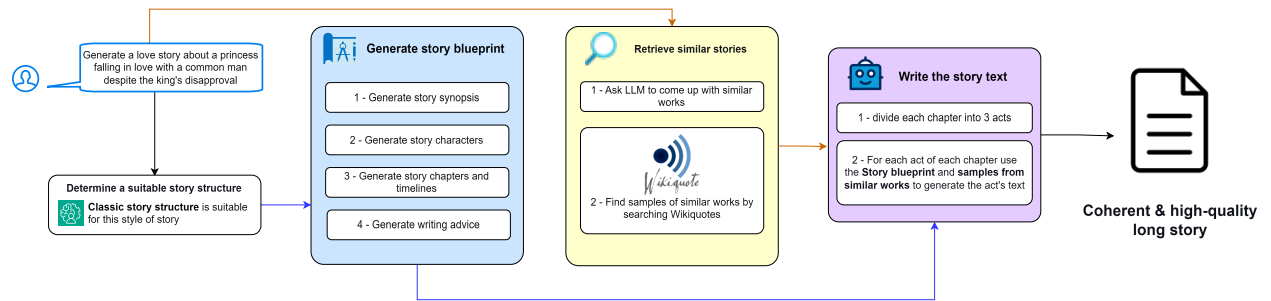 Generate a love story about a princess
falling in love with a common man
despite the king's disapproval
Determine a suitable story structure
Classic story structure is suitable
for this style of story
Generate story blueprint
1 - Generate story synopsis
2 - Generate story characters
3 - Generate story chapters and
timelines
4 - Generate writing advice
Retrieve similar stories
1 - Ask LLM to come up with similar
works
Wikiquote
2 - Find samples of similar works by
searching Wikiquotes
Write the story text
1 - divide each chapter into 3 acts
2 - For each act of each chapter use
the Story blueprint and samples from
similar works to generate the act's text
Coherent & high-quality
long story